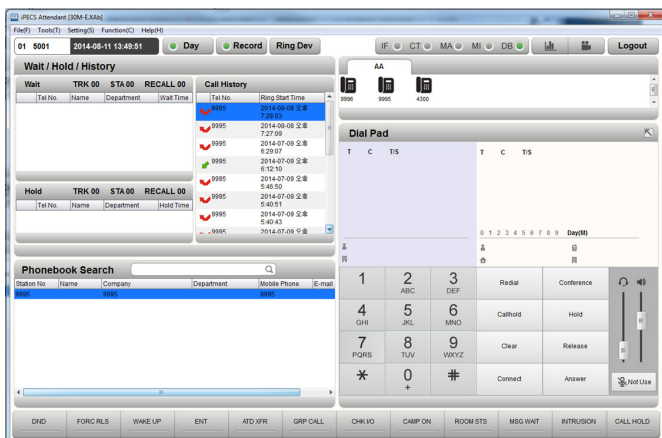 iPECS Attendant [30M-E.XAb]
File(F) Tools(T) Setting(S) Function(C) Help(H)
01 5001 2014-08-11 13:49:51 Day Record Ring Dev IF CT MA MI DB Logout
Wait / Hold / History
Wait TRK 00 STA 00 RECALL 00
Tel No. Name Department Wait Time
Hold TRK 00 STA 00 RECALL 00
Tel No. Name Department Hold Time
Call History
Tel No. Ring Start Time
9995 2014-08-08 오후
7:28:03
9995 2014-08-08 오후
7:27:09
9995 2014-07-09 오후
6:29:07
9995 2014-07-09 오후
6:12:10
9995 2014-07-09 오후
5:46:50
9995 2014-07-09 오후
5:40:51
9995 2014-07-09 오후
5:40:43
9995 2014-07-09 오후
Phonebook Search
Station No Name Company Department Mobile Phone E-mail
9995 9995 9995
AA
9996 9995 4300
Dial Pad
T C T/S
T C T/S
0 1 2 3 4 5 6 7 8 9 Day(M)
1 2 3 Redial Conference
ABC DEF
4 5 6 Callhold Hold
GHI JKL MNO
7 8 9 Clear Release
PQRS TUV WXYZ
* 0 # Connect Answer Not Use
+
DND FORC RLS WAKE UP ENT ATD XFR GRP CALL CHK I/O CAMP ON ROOM STS MSG WAIT INTRUSION CALL HOLD